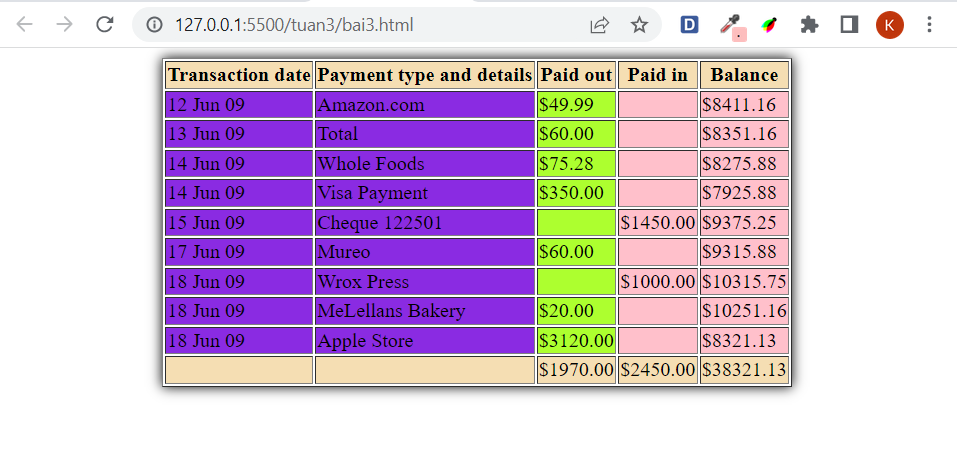 127.0.0.1:5500/tuan3/bai3.html
D
K
Transaction date Payment type and details Paid out Paid in Balance
12 Jun 09 Amazon.com $49.99 $8411.16
13 Jun 09 Total $60.00 $8351.16
14 Jun 09 Whole Foods $75.28 $8275.88
14 Jun 09 Visa Payment $350.00 $7925.88
15 Jun 09 Cheque 122501 $1450.00 $9375.25
17 Jun 09 Mureo $60.00 $9315.88
18 Jun 09 Wrox Press $1000.00 $10315.75
18 Jun 09 MeLellans Bakery $20.00 $10251.16
18 Jun 09 Apple Store $3120.00 $8321.13
$1970.00 $2450.00 $38321.13